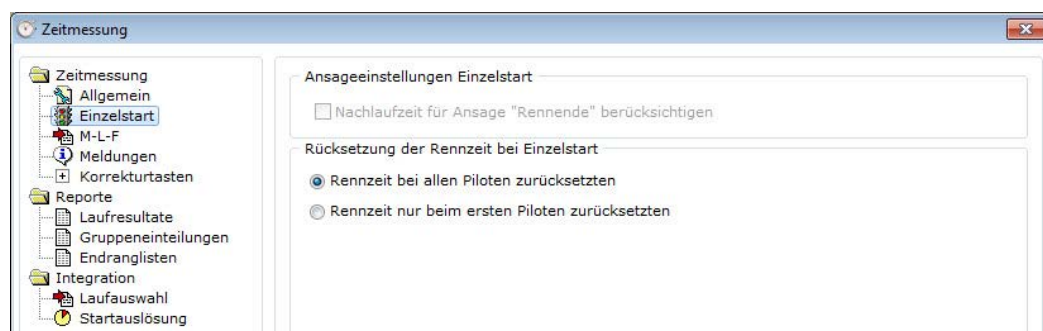 Zeitmessung
Zeitmessung
Allgemein
Einzelstart
M-L-F
Meldungen
Korrekturtasten
Reporte
Laufresultate
Gruppeneinteilungen
Endranglisten
Integration
Laufauswahl
Startauslösung
Ansageeinstellungen Einzelstart
Nachlaufzeit für Ansage "Rennende" berücksichtigen
Rücksetzung der Rennzeit bei Einzelstart
Rennzeit bei allen Piloten zurücksetzten
Rennzeit nur beim ersten Piloten zurücksetzten